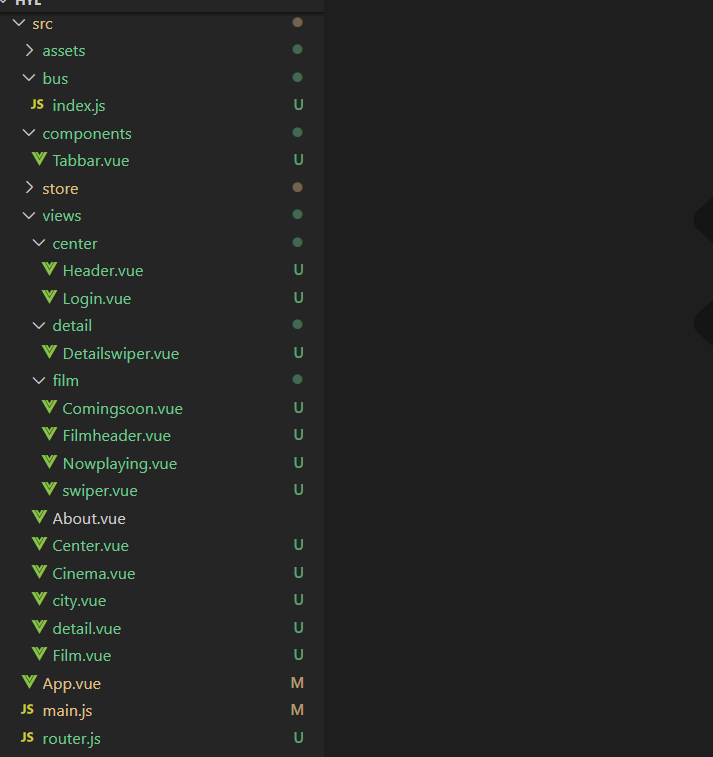 src
assets
bus
JS index.js U
components
Tabbar.vue U
store
views
center
Header.vue U
Login.vue U
detail
Detailswiper.vue U
film
Comingsoon.vue U
Filmheader.vue U
Nowplaying.vue U
swiper.vue U
About.vue
Center.vue U
Cinema.vue U
city.vue U
detail.vue U
Film.vue U
App.vue M
JS main.js M
JS router.js U